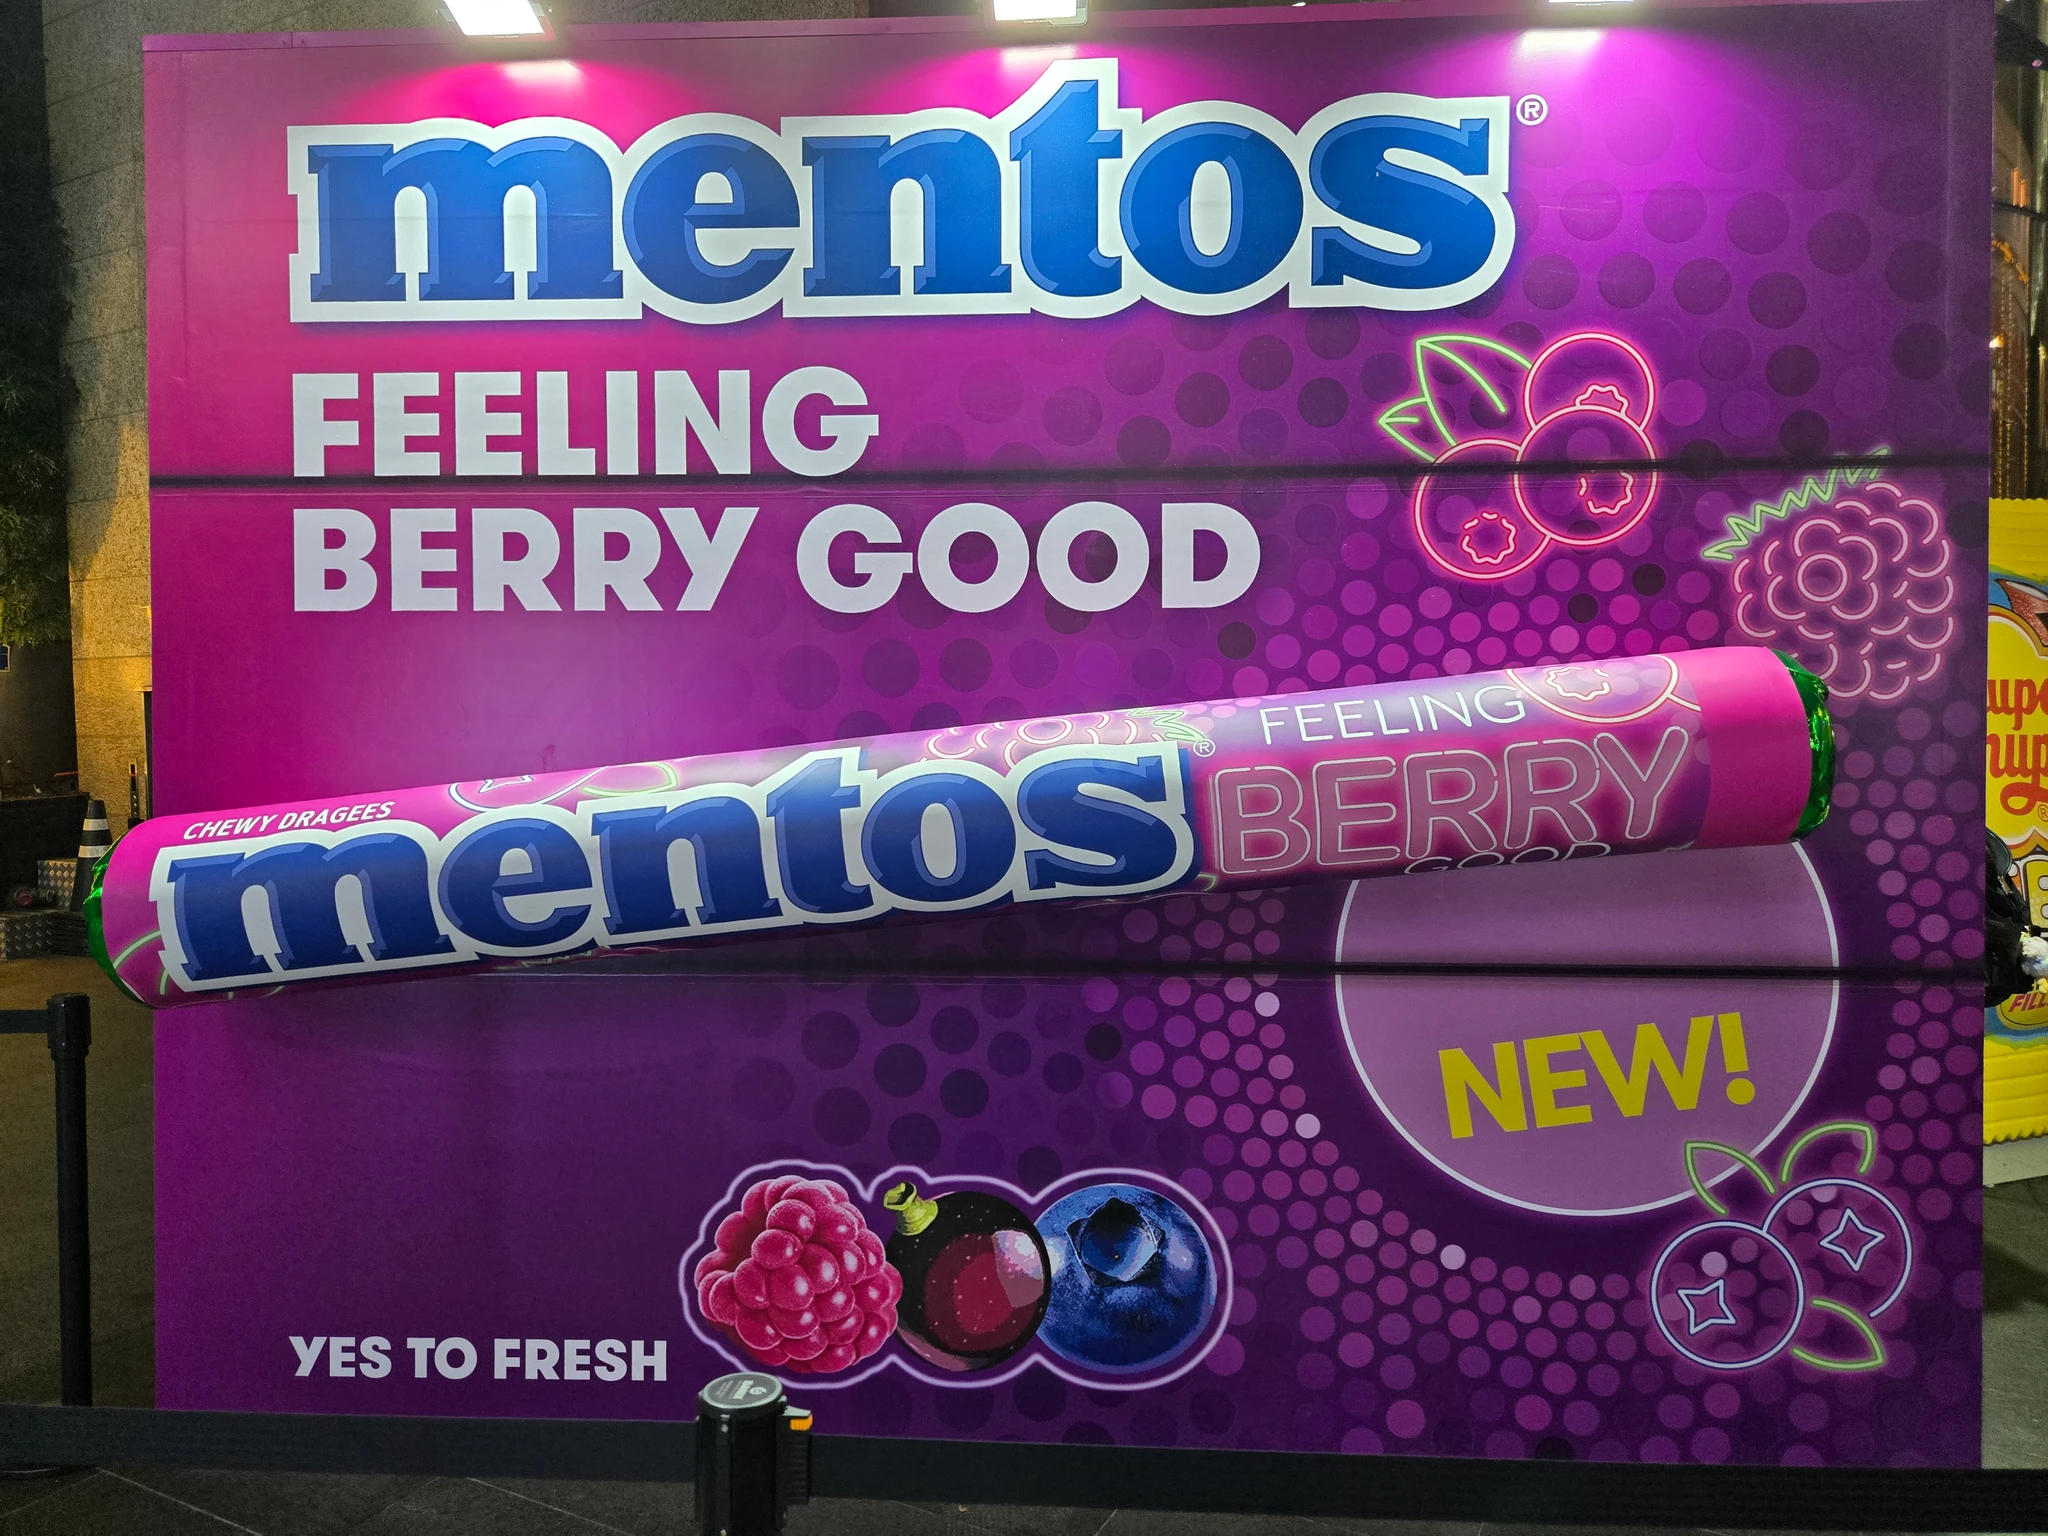 mentos®
FEELING
BERRY GOOD
CHEWY DRAGEES
mentos®
FEELING
BERRY
GOOD
NEW!
YES TO FRESH